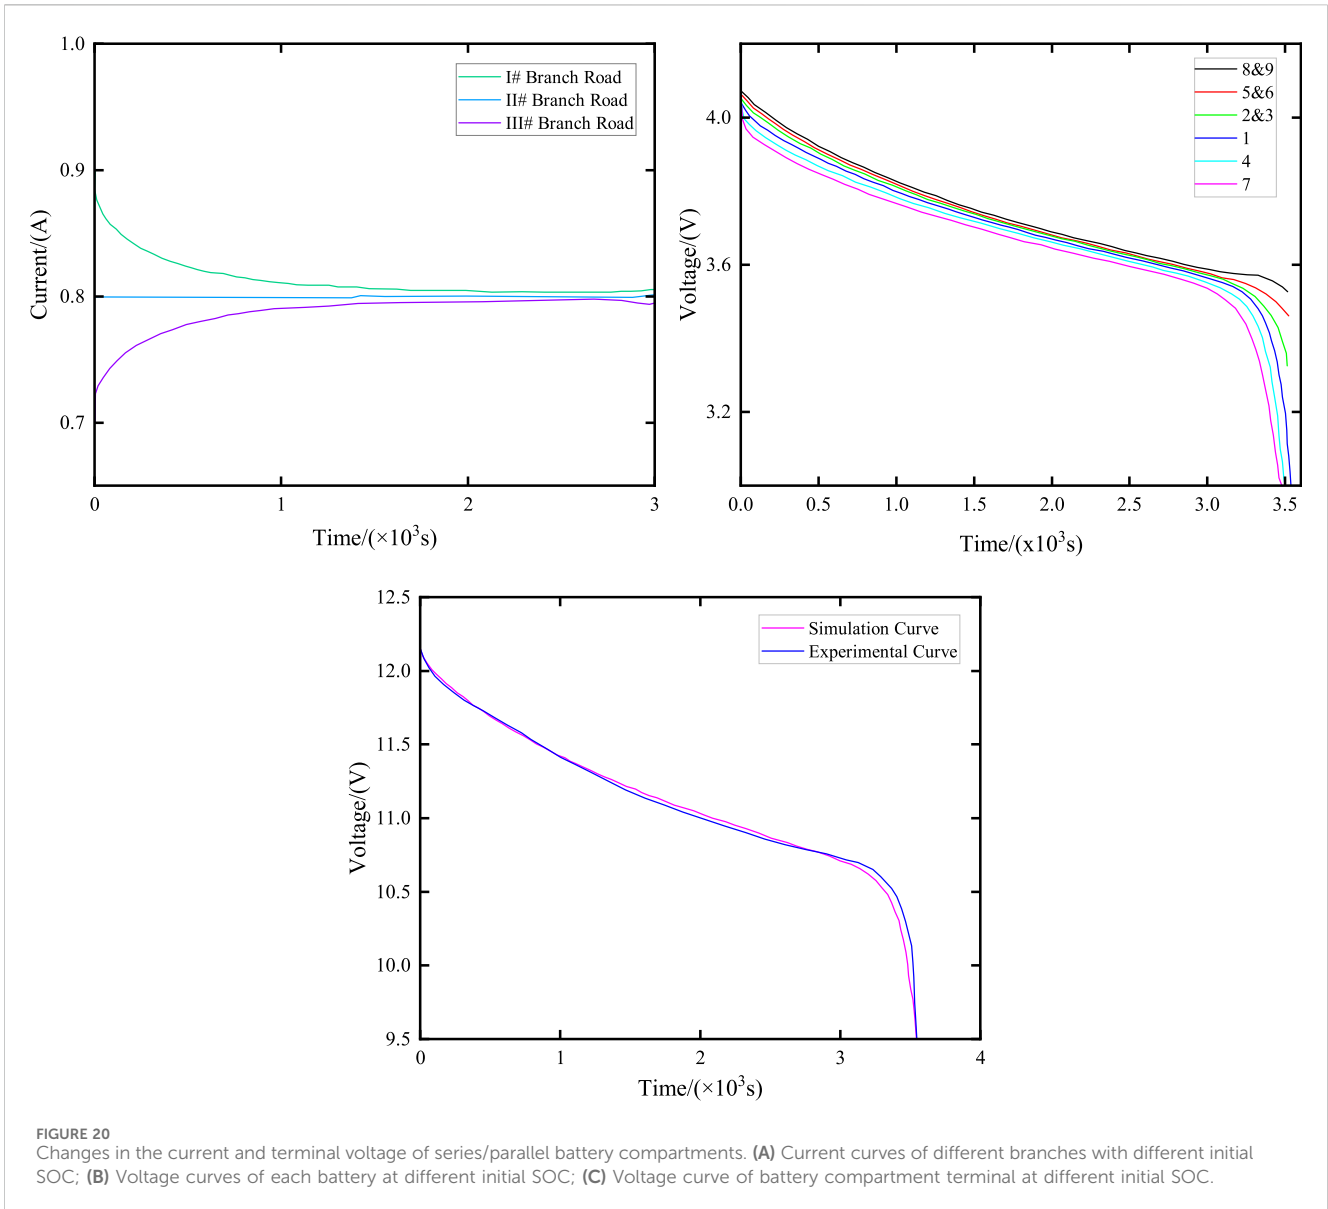 1.0
0.9
0.8
0.7
Current/(A)
I# Branch Road
II# Branch Road
III# Branch Road
0 1 2 3
Time/(×10³s)
4.0
3.6
3.2
Voltage/(V)
8&9
5&6
2&3
1
4
7
0.0 0.5 1.0 1.5 2.0 2.5 3.0 3.5
Time/(x10³s)
12.5
12.0
11.5
11.0
10.5
10.0
9.5
Voltage/(V)
Simulation Curve
Experimental Curve
0 1 2 3 4
Time/(×10³s)
FIGURE 20
Changes in the current and terminal voltage of series/parallel battery compartments. (A) Current curves of different branches with different initial
SOC; (B) Voltage curves of each battery at different initial SOC; (C) Voltage curve of battery compartment terminal at different initial SOC.